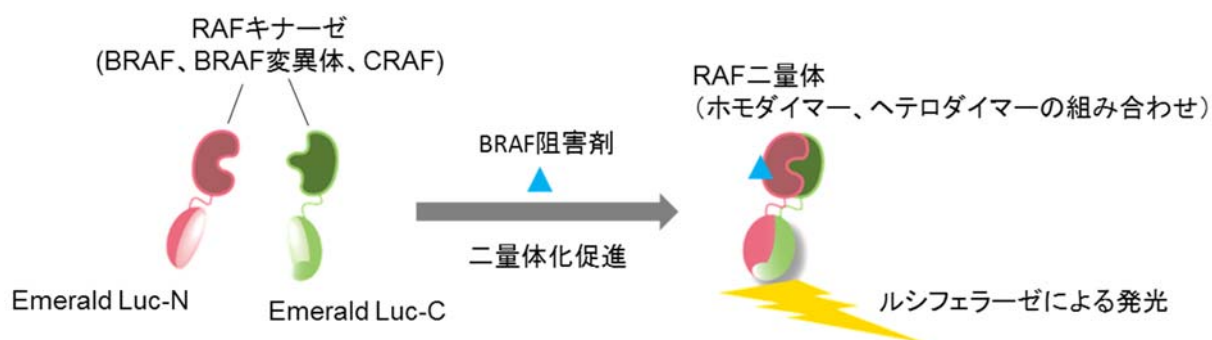 RAFキナーゼ
(BRAF、BRAF変異体、CRAF)
Emerald Luc-N
Emerald Luc-C
BRAF阻害剤
二量体化促進
RAF二量体
（ホモダイマー、ヘテロダイマーの組み合わせ）
ルシフェラーゼによる発光